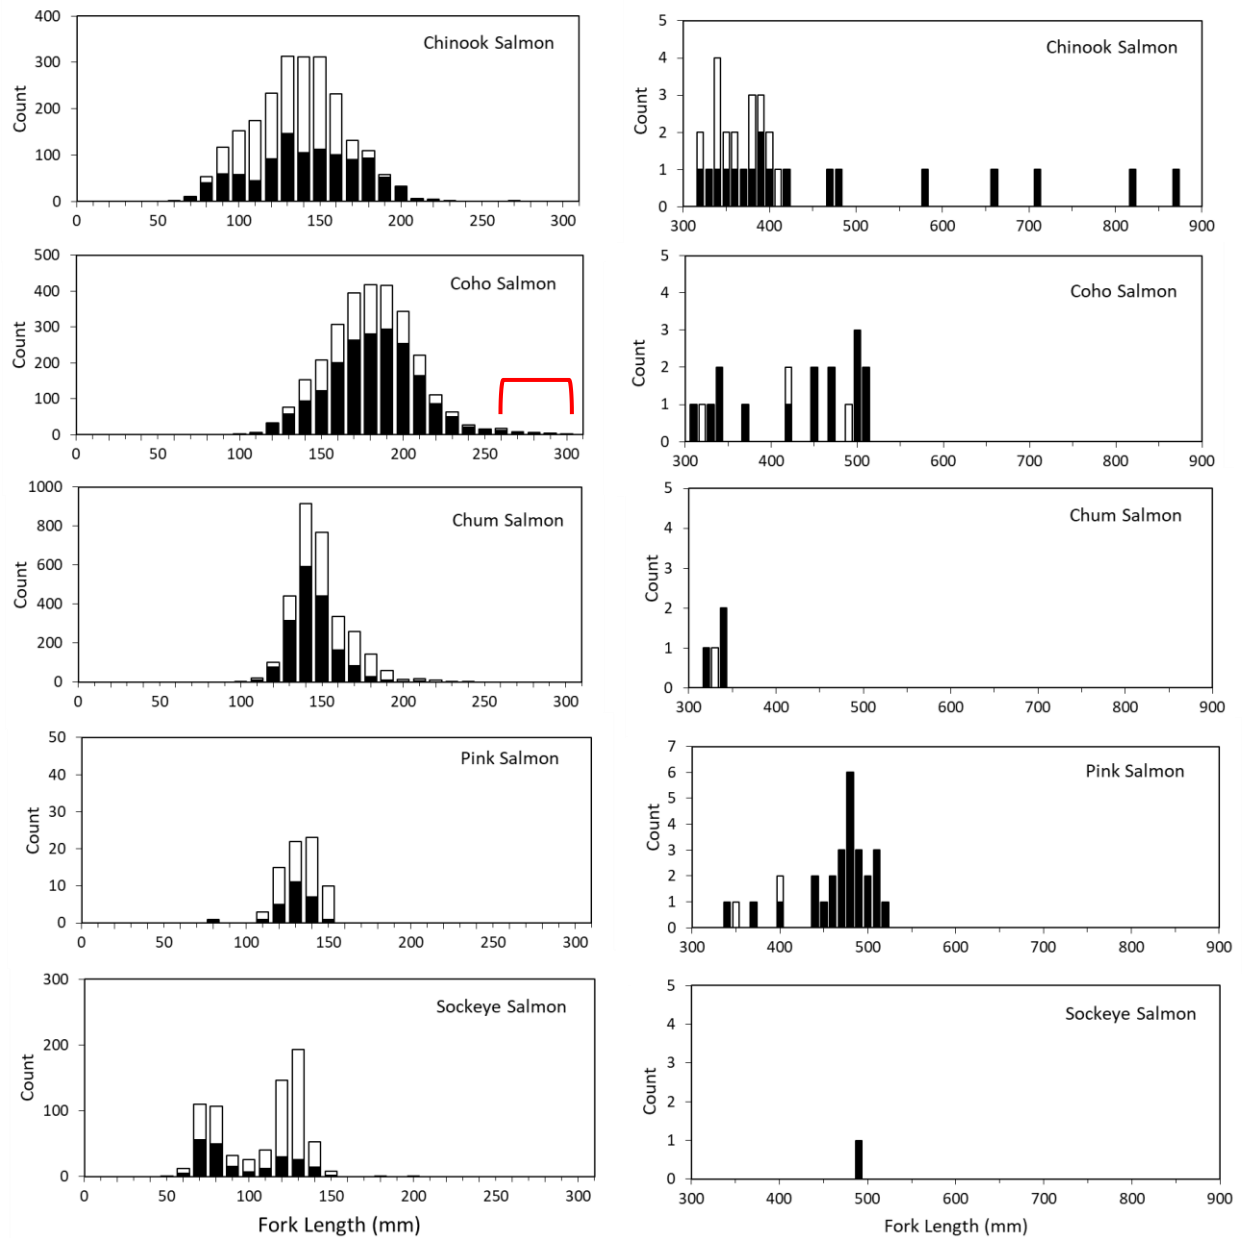 400
300
200
100
0
Count
Chinook Salmon
0 50 100 150 200 250 300
5
4
3
2
1
0
Count
Chinook Salmon
300 400 500 600 700 800 900
500
400
300
200
100
0
Count
Coho Salmon
0 50 100 150 200 250 300
5
4
3
2
1
0
Count
Coho Salmon
300 400 500 600 700 800 900
1000
800
600
400
200
0
Count
Chum Salmon
0 50 100 150 200 250 300
5
4
3
2
1
0
Count
Chum Salmon
300 400 500 600 700 800 900
50
40
30
20
10
0
Count
Pink Salmon
0 50 100 150 200 250 300
7
6
5
4
3
2
1
0
Count
Pink Salmon
300 400 500 600 700 800 900
300
200
100
0
Count
Sockeye Salmon
0 50 100 150 200 250 300
Fork Length (mm)
5
4
3
2
1
0
Count
Sockeye Salmon
300 400 500 600 700 800 900
Fork Length (mm)